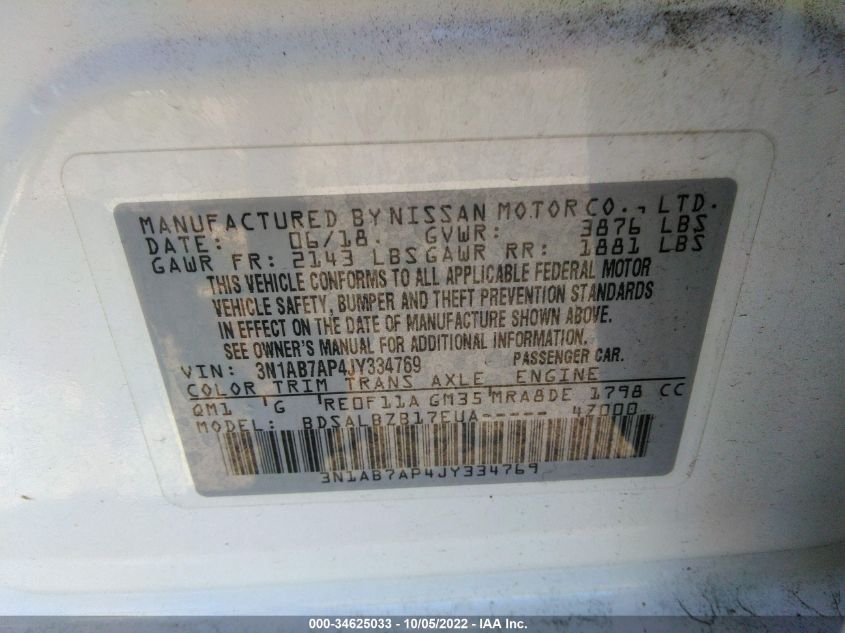 MANUFACTURED BY NISSAN MOTOR CO., LTD.
DATE: 06/18. GVWR: 3876 LBS
GAWR FR: 2143 LBS GAWR RR: 1881 LBS
THIS VEHICLE CONFORMS TO ALL APPLICABLE FEDERAL MOTOR
VEHICLE SAFETY, BUMPER AND THEFT PREVENTION STANDARDS
IN EFFECT ON THE DATE OF MANUFACTURE SHOWN ABOVE.
SEE OWNER'S MANUAL FOR ADDITIONAL INFORMATION.
VIN: 3N1AB7AP4JY334769 PASSENGER CAR.
COLOR TRIM TRANS AXLE ENGINE
QM1 G RE0F11A GM35 MRA8DE 1798 CC
MODEL: BDSALBZB17EUA----- 47000
3N1AB7AP4JY334769
000-34625033 - 10/05/2022 - IAA Inc.